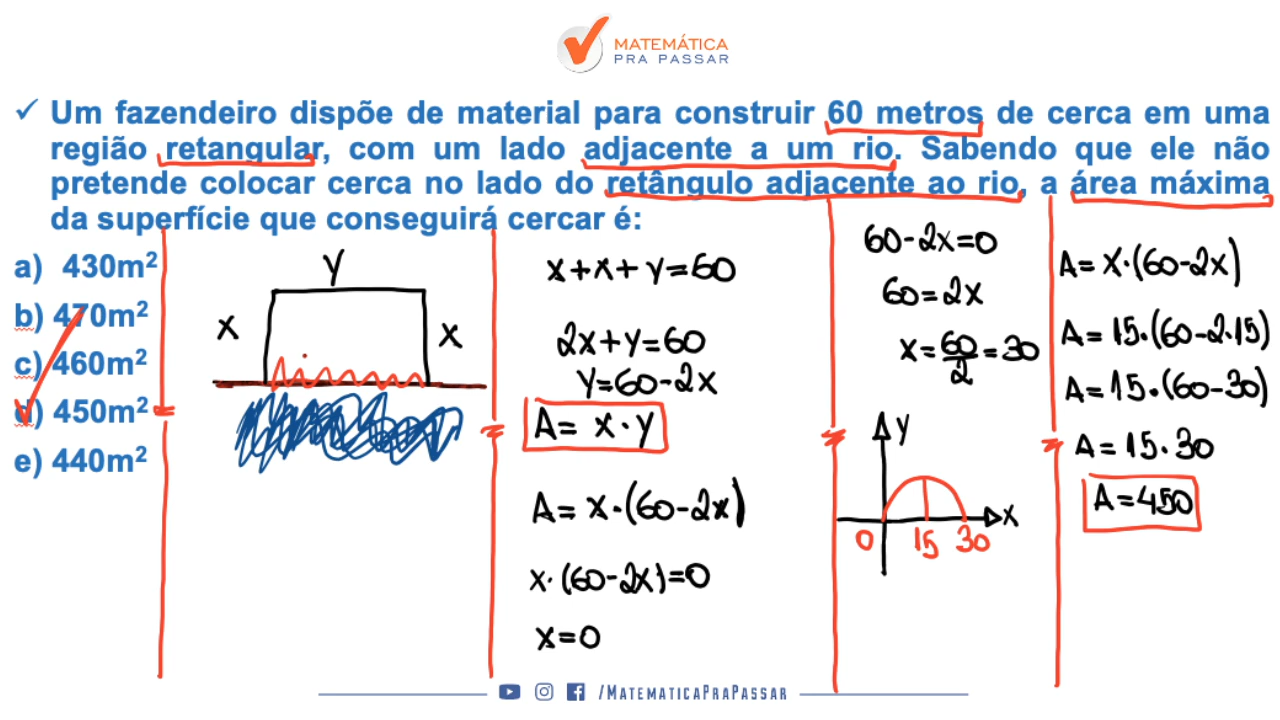 MATEMÁTICA
PRA PASSAR
✓ Um fazendeiro dispõe de material para construir 60 metros de cerca em uma
região retangular, com um lado adjacente a um rio. Sabendo que ele não
pretende colocar cerca no lado do retângulo adjacente ao rio, a área máxima
da superfície que conseguirá cercar é:
a) 430m²
b) 470m²
c) 460m²
d) 450m²
e) 440m²
y
x
x
x+x+y=60
2x+y=60
y=60-2x
A= x·y
A= x·(60-2x)
x·(60-2x)=0
x=0
60-2x=0
60=2x
x=60/2=30
y
x
0 15 30
A= x·(60-2x)
A= 15·(60-2·15)
A= 15·(60-30)
A= 15·30
A=450
/MATEMATICAPRAPASSAR